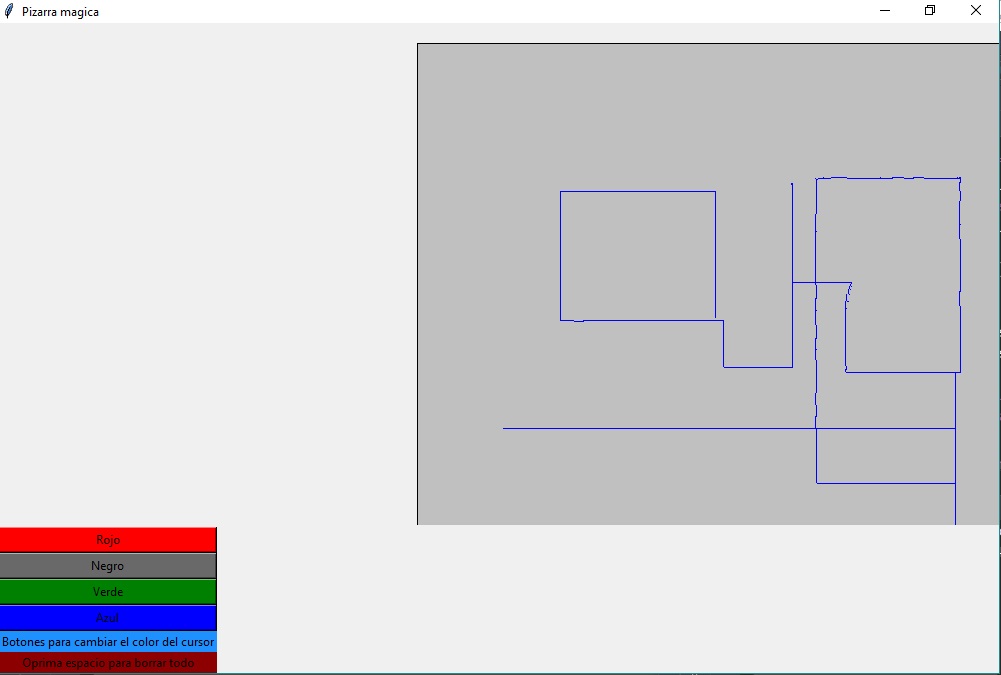 Pizarra magica
Rojo
Negro
Verde
Azul
Botones para cambiar el color del cursor
Oprima espacio para borrar todo